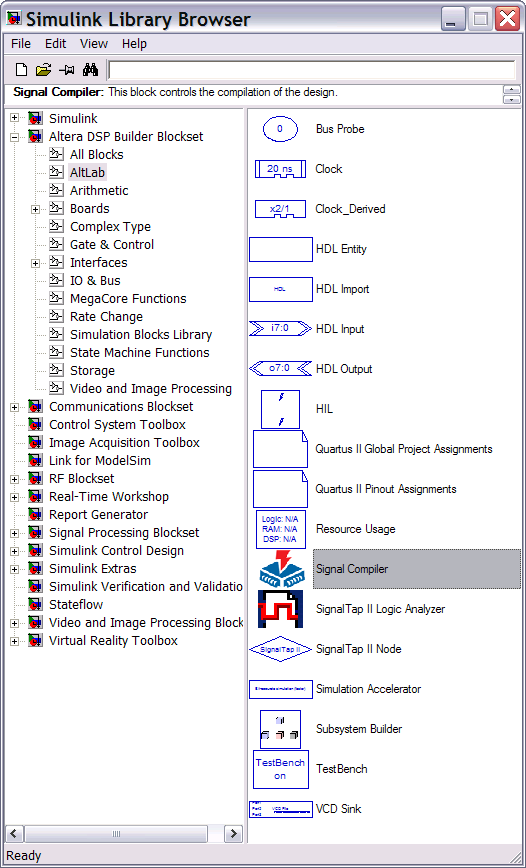 Simulink Library Browser
File Edit View Help
Signal Compiler: This block controls the compilation of the design.
Simulink
Altera DSP Builder Blockset
All Blocks
AltLab
Arithmetic
Boards
Complex Type
Gate & Control
Interfaces
IO & Bus
MegaCore Functions
Rate Change
Simulation Blocks Library
State Machine Functions
Storage
Video and Image Processing
Communications Blockset
Control System Toolbox
Image Acquisition Toolbox
Link for ModelSim
RF Blockset
Real-Time Workshop
Report Generator
Signal Processing Blockset
Simulink Control Design
Simulink Extras
Simulink Verification and Validatio
Stateflow
Video and Image Processing Block
Virtual Reality Toolbox
0 Bus Probe
20 ns Clock
x2/1 Clock_Derived
HDL Entity
HDL HDL Import
i7:0 HDL Input
o7:0 HDL Output
HIL
Quartus II Global Project Assignments
Quartus II Pinout Assignments
Logic: N/A
RAM: N/A Resource Usage
DSP: N/A
Signal Compiler
SignalTap II Logic Analyzer
SignalTap II SignalTap II Node
Simulation Accelerator
Subsystem Builder
TestBench
on TestBench
VCD File VCD Sink
Ready